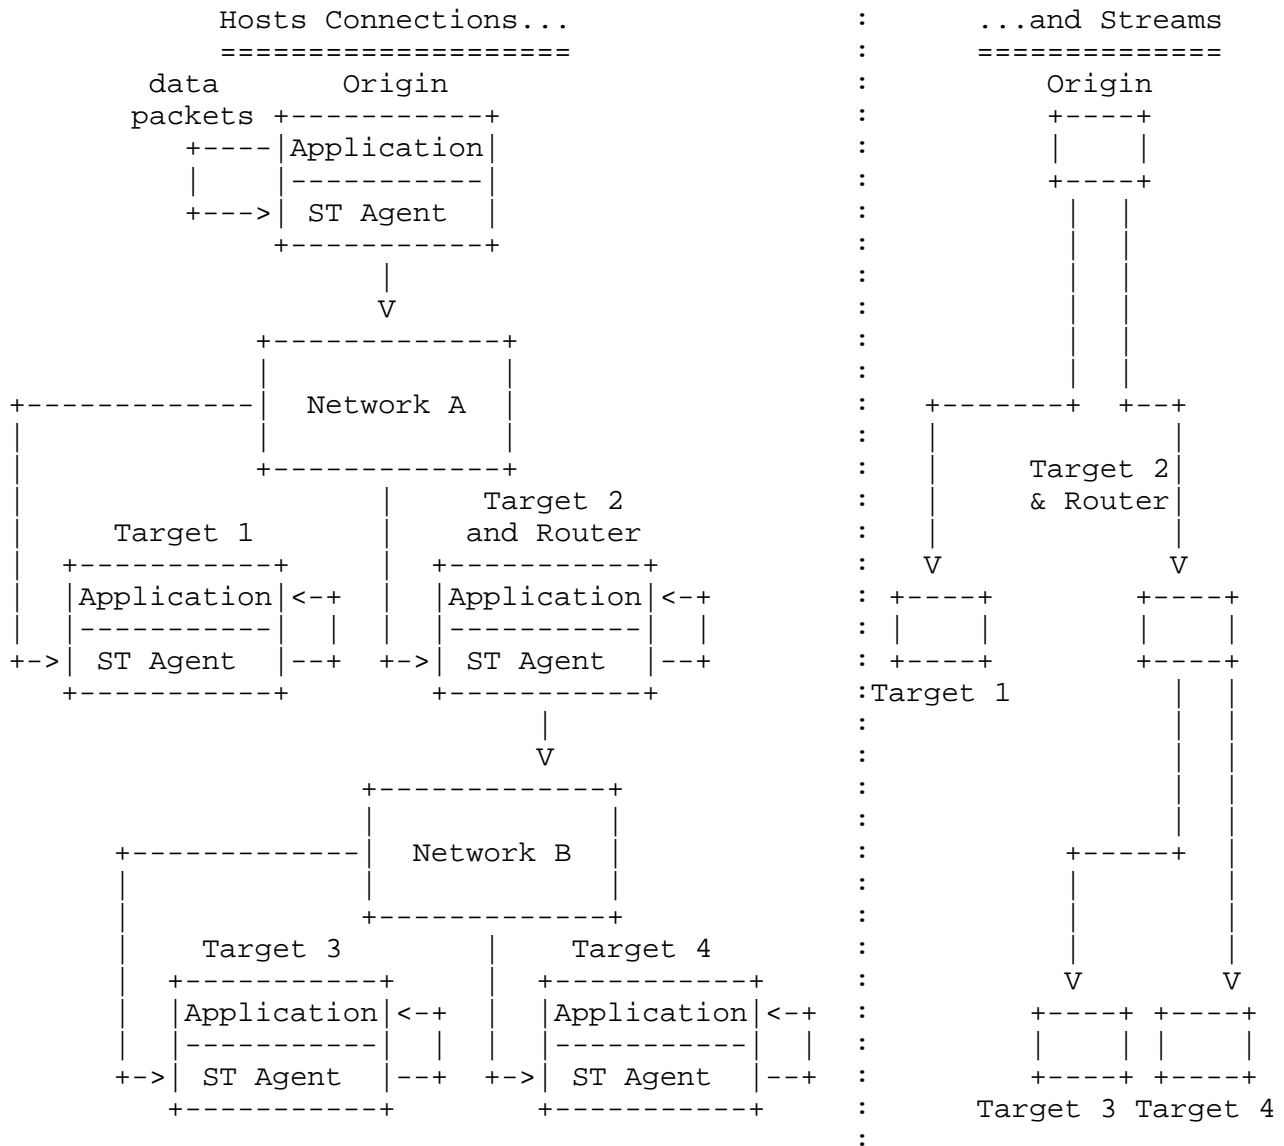 Hosts Connections... : ...and Streams
==================== : ==============
data Origin : Origin
packets
Application
ST Agent
V
Network A
Target 2
Target 2 & Router
Target 1 and Router
V V
Application Application
ST Agent ST Agent
Target 1
V
Network B
Target 3 Target 4
V V
Application Application
ST Agent ST Agent
Target 3 Target 4